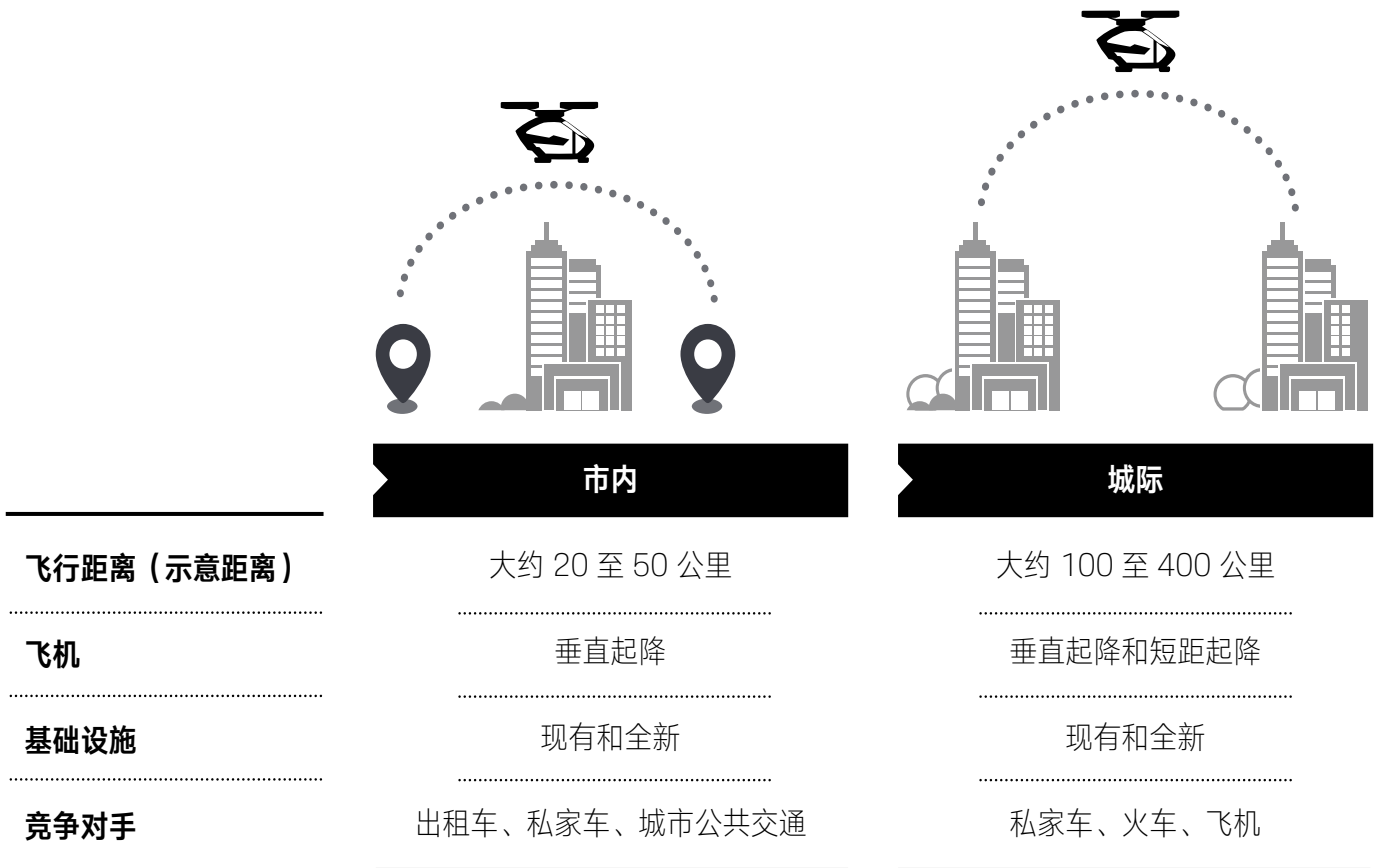 市内 城际
飞行距离（示意距离） 大约 20 至 50 公里 大约 100 至 400 公里
飞机 垂直起降 垂直起降和短距起降
基础设施 现有和全新 现有和全新
竞争对手 出租车、私家车、城市公共交通 私家车、火车、飞机